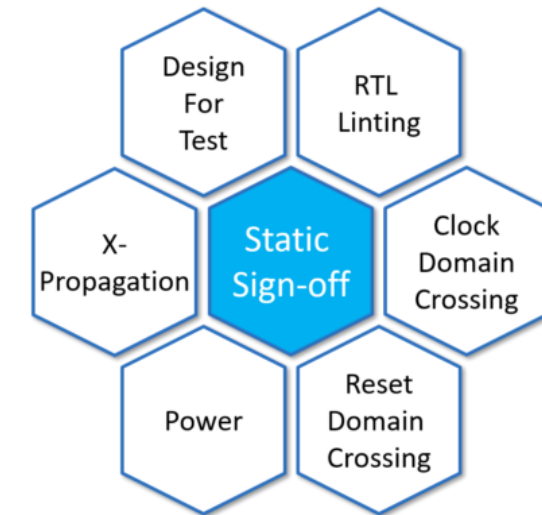 Design
For
Test
RTL
Linting
X-
Propagation
Static
Sign-off
Clock
Domain
Crossing
Power
Reset
Domain
Crossing